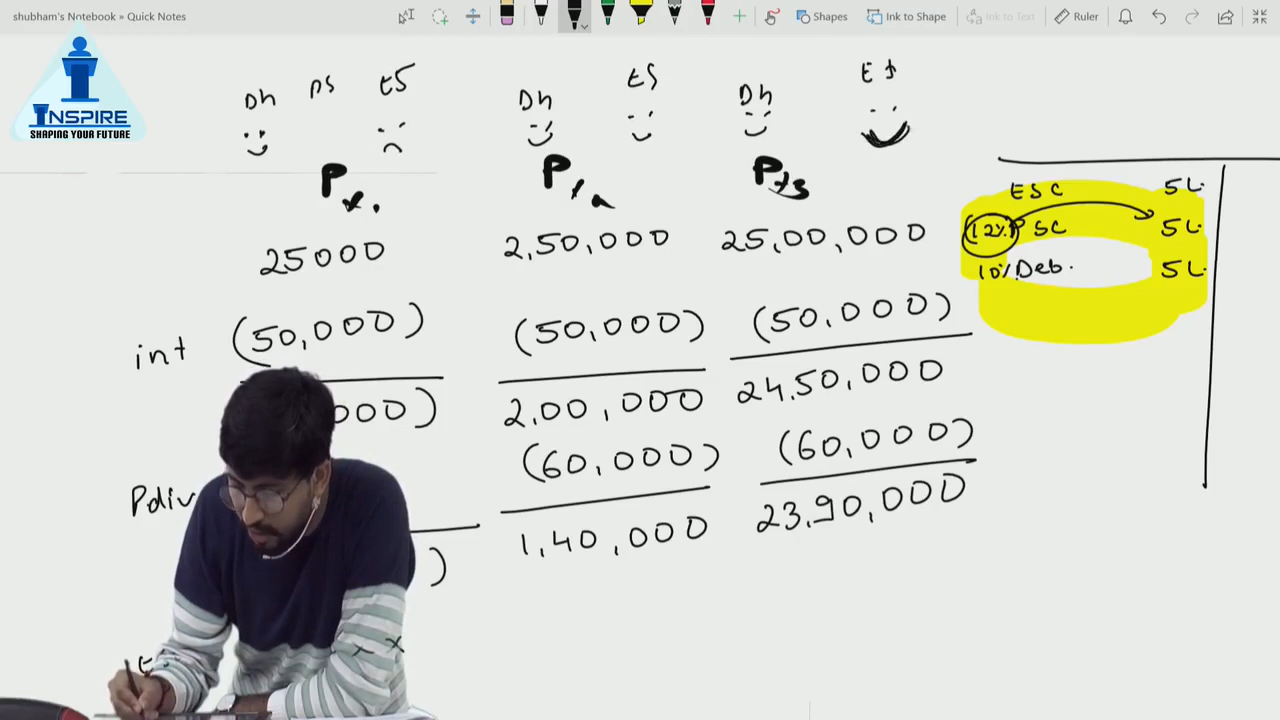 shubham's Notebook » Quick Notes
Shapes
Ink to Shape
Ink to Text
Ruler
INSPIRE
SHAPING YOUR FUTURE
Dh PS ES
Dh ES
Dh ES
25000 2,50,000 25,00,000
int (50,000) (50,000) (50,000)
000) 2,00,000 24,50,000
Pdiv (60,000) (60,000)
) 1,40,000 23,90,000
ESC 5L.
12% PSC 5L.
10% Deb. 5L.